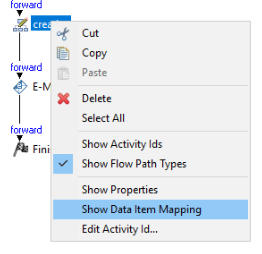 forward
Cut
Copy
forward
Paste
E-M
Delete
Select All
forward
Show Activity Ids
Fini
Show Flow Path Types
Show Properties
Show Data Item Mapping
Edit Activity Id...